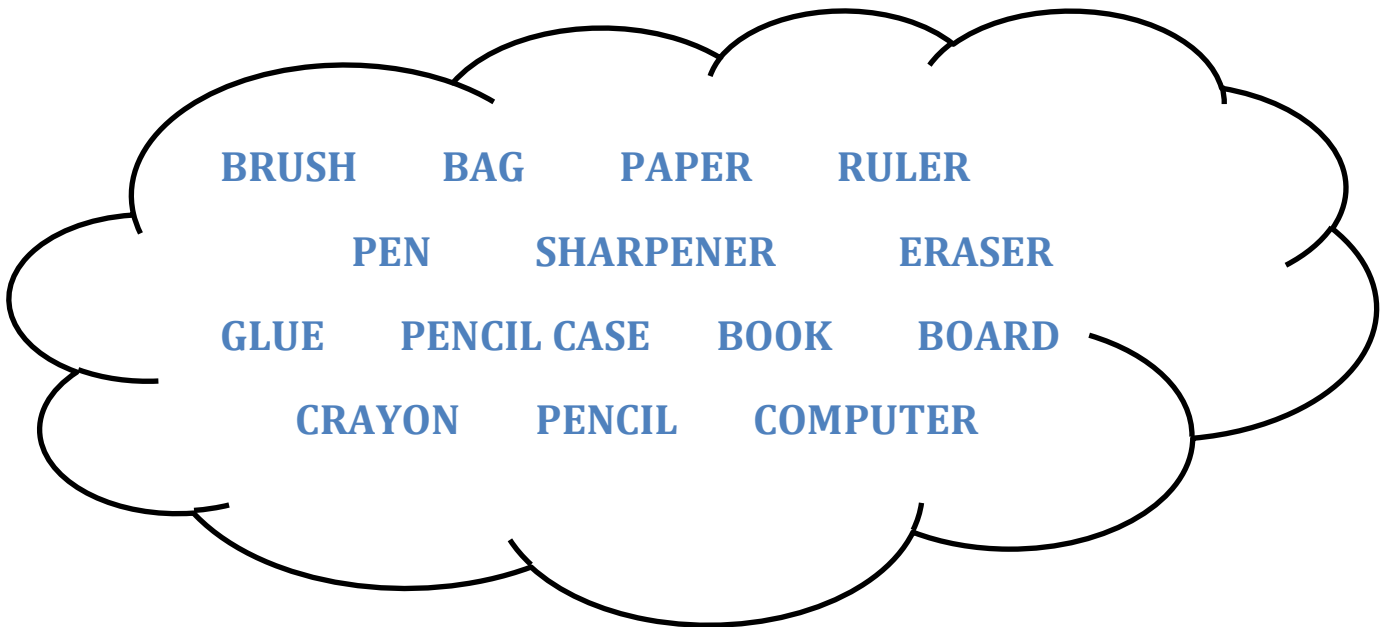 BRUSH BAG PAPER RULER
PEN SHARPENER ERASER
GLUE PENCIL CASE BOOK BOARD
CRAYON PENCIL COMPUTER